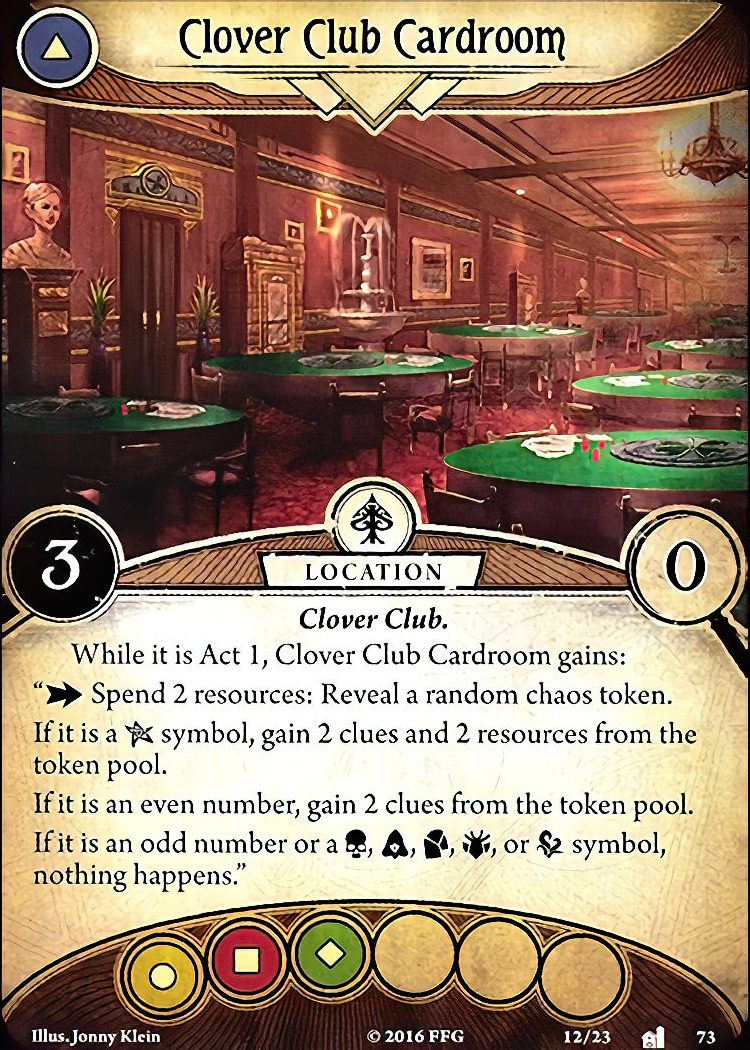 Clover Club Cardroom
3
LOCATION
0
Clover Club.
While it is Act 1, Clover Club Cardroom gains:
“ Spend 2 resources: Reveal a random chaos token.
If it is a symbol, gain 2 clues and 2 resources from the
token pool.
If it is an even number, gain 2 clues from the token pool.
If it is an odd number or a , , , , or symbol,
nothing happens.”
Illus. Jonny Klein © 2016 FFG 12/23 73